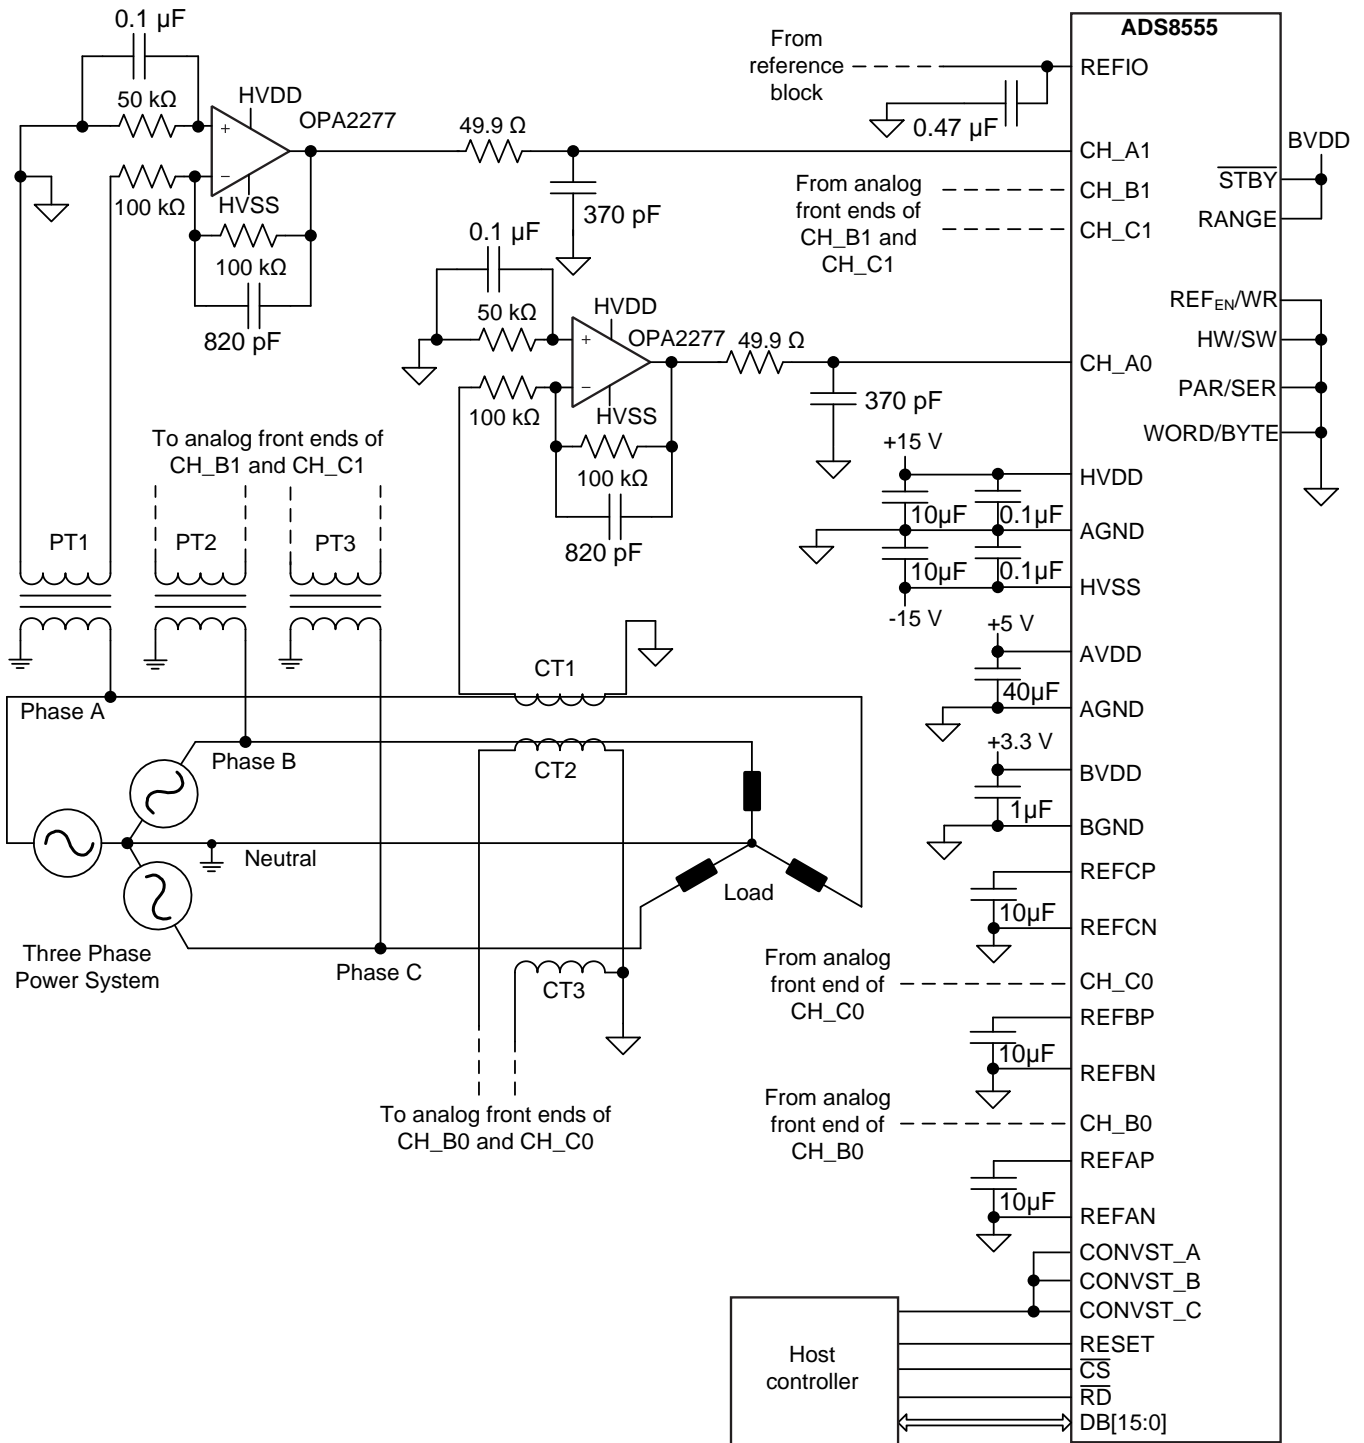 0.1 µF
50 kΩ
HVDD
OPA2277
+
−
100 kΩ
HVSS
100 kΩ
820 pF
49.9 Ω
370 pF
From
reference
block
0.47 µF
From analog
front ends of
CH_B1 and
CH_C1
0.1 µF
50 kΩ
HVDD
OPA2277
+
−
100 kΩ
HVSS
100 kΩ
820 pF
49.9 Ω
370 pF
To analog front ends of
CH_B1 and CH_C1
PT1
PT2
PT3
CT1
Phase A
Phase B
CT2
Neutral
Load
Three Phase
Power System
Phase C
CT3
To analog front ends of
CH_B0 and CH_C0
+15 V
10µF
0.1µF
10µF
0.1µF
-15 V
+5 V
40µF
+3.3 V
1µF
10µF
From analog
front end of
CH_C0
10µF
From analog
front end of
CH_B0
10µF
Host
controller
ADS8555
REFIO
CH_A1
CH_B1
CH_C1
CH_A0
HVDD
AGND
HVSS
AVDD
AGND
BVDD
BGND
REFCP
REFCN
CH_C0
REFBP
REFBN
CH_B0
REFAP
REFAN
CONVST_A
CONVST_B
CONVST_C
RESET
CS
RD
DB[15:0]
BVDD
STBY
RANGE
REFEN/WR
HW/SW
PAR/SER
WORD/BYTE